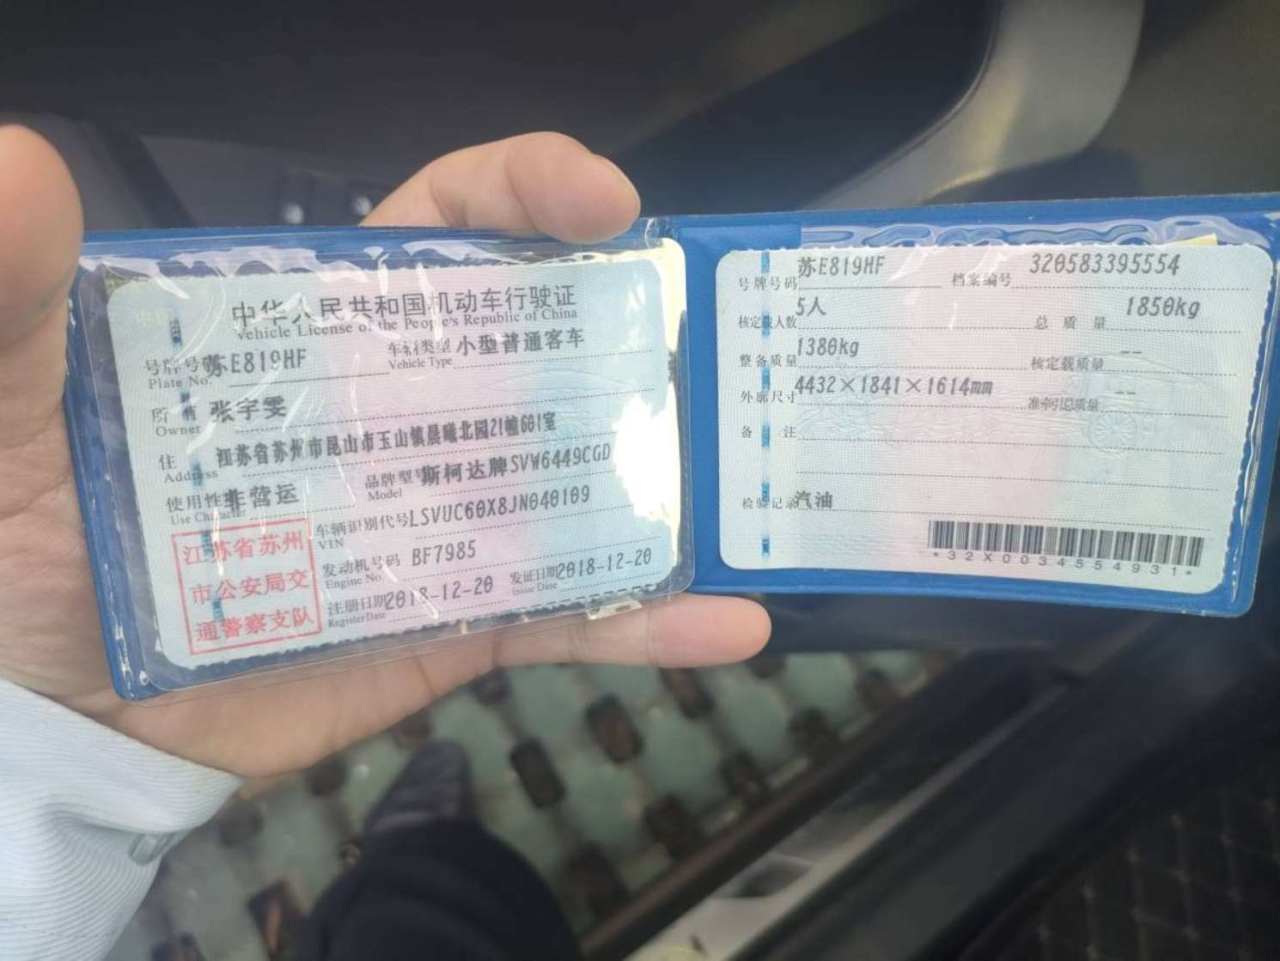 中华人民共和国机动车行驶证
Vehicle License of the People's Republic of China
号牌号码 苏E819HF 车辆类型 小型普通客车
Plate No. Vehicle Type
所有人 张宇雯
Owner
住址 江苏省苏州市昆山市玉山镇晨曦北园21幢601室
Address
使用性质 非营运 品牌型号 斯柯达牌SVW6449CGD
Use Character Model
江苏省苏州
市公安局交
通警察支队
车辆识别代号 LSVUC60X8JN040109
VIN
发动机号码 BF7985
Engine No.
注册日期 2018-12-20 发证日期 2018-12-20
Register Date Issue Date
号牌号码 苏E819HF 档案编号 320583395554
核定载人数 5人 总质量 1850kg
整备质量 1380kg 核定载质量 --
外廓尺寸 4432×1841×1614mm 准牵引总质量 --
备注
检验记录 汽油
*32X0034554931*